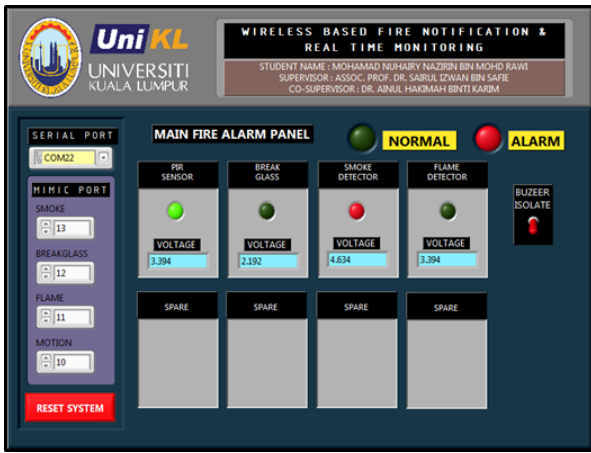 Uni KL
UNIVERSITI
KUALA LUMPUR
WIRELESS BASED FIRE NOTIFICATION &
REAL TIME MONITORING
STUDENT NAME : MOHAMAD NUHAIRY NAZIRIN BIN MOHD RAWI
SUPERVISOR : ASSOC. PROF. DR. SAIRUL IZWAN BIN SAFIE
CO-SUPERVISOR : DR. AINUL HAKIMAH BINTI KARIM
SERIAL PORT
COM22
MIMIC PORT
SMOKE
13
BREAKGLASS
12
FLAME
11
MOTION
10
RESET SYSTEM
MAIN FIRE ALARM PANEL
NORMAL
ALARM
PIR
SENSOR
VOLTAGE
3.394
BREAK
GLASS
VOLTAGE
2.192
SMOKE
DETECTOR
VOLTAGE
4.634
FLAME
DETECTOR
VOLTAGE
3.394
BUZEER
ISOLATE
SPARE
SPARE
SPARE
SPARE